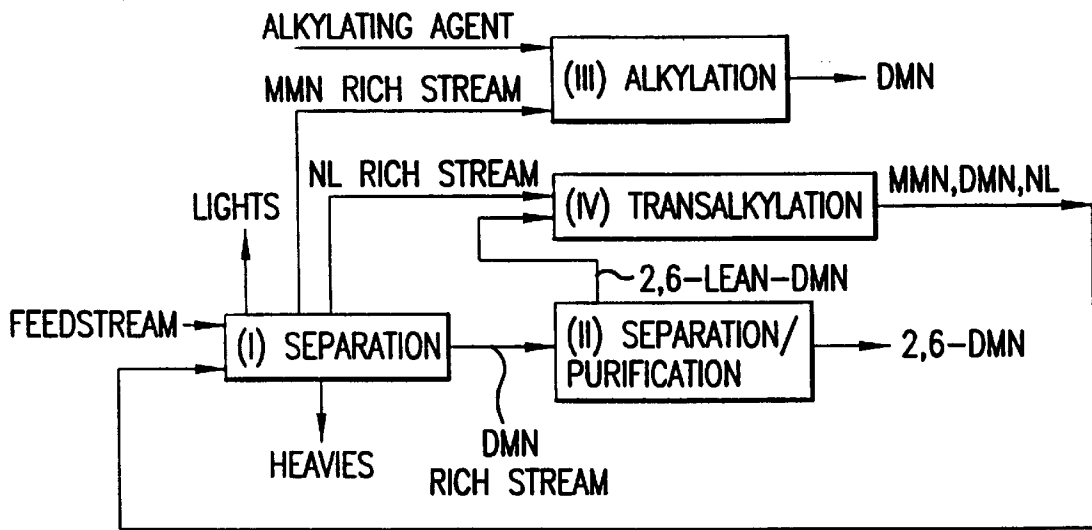 ALKYLATING AGENT
MMN RICH STREAM
(III) ALKYLATION
DMN
NL RICH STREAM
(IV) TRANSALKYLATION
MMN,DMN,NL
LIGHTS
2,6-LEAN-DMN
FEEDSTREAM
(I) SEPARATION
(II) SEPARATION/
PURIFICATION
2,6-DMN
HEAVIES
DMN
RICH STREAM